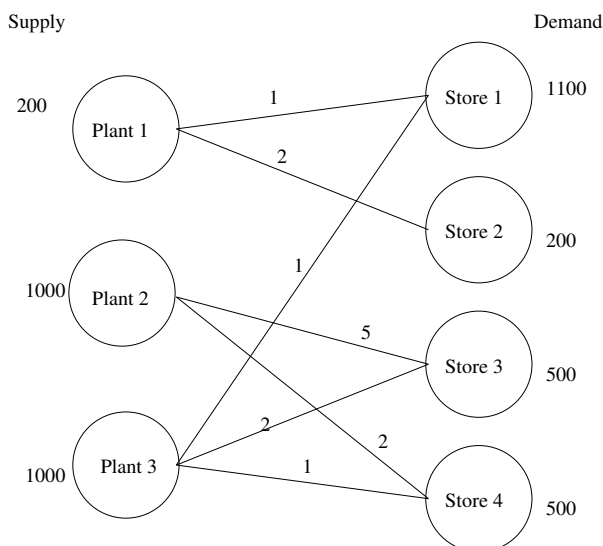 Supply
Demand
200
Plant 1
1
2
Store 1
1100
Store 2
200
1000
Plant 2
1
5
Store 3
500
1000
Plant 3
2
2
1
Store 4
500